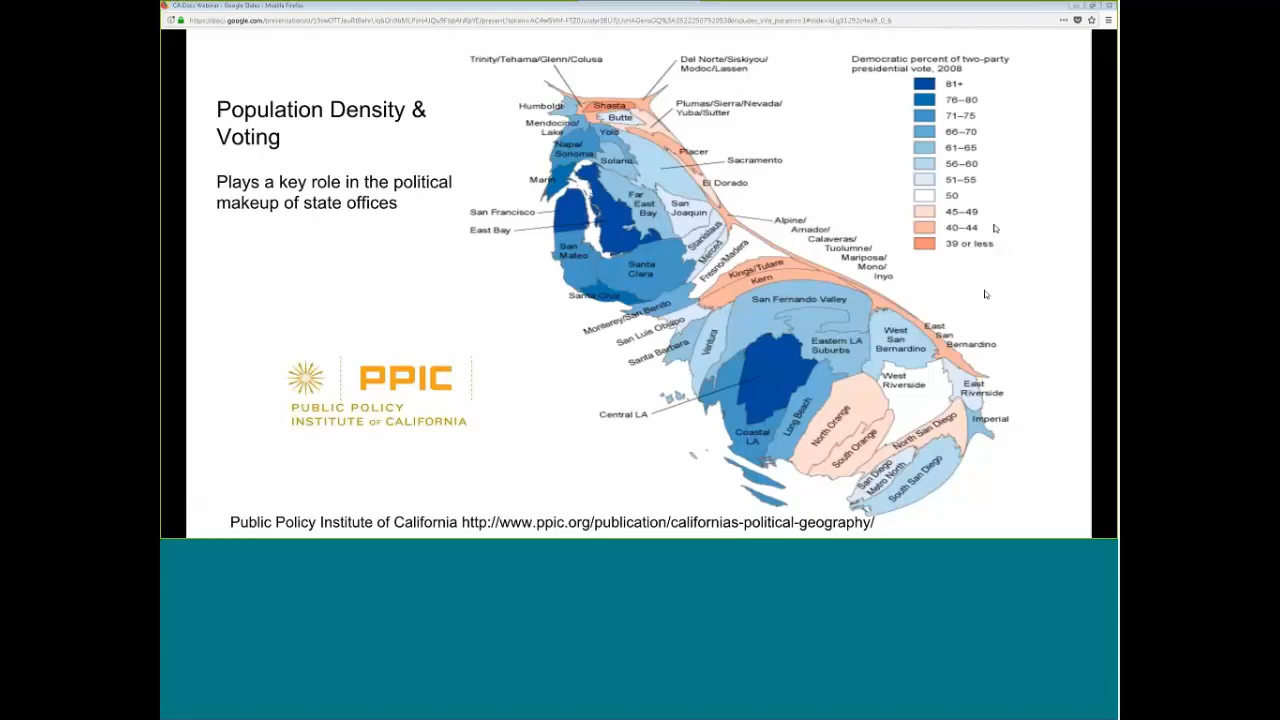 CA Docs Webinar - Google Slides - Mozilla Firefox
Population Density &
Voting
Plays a key role in the political
makeup of state offices
PPIC
PUBLIC POLICY
INSTITUTE OF CALIFORNIA
Trinity/Tehama/Glenn/Colusa
Del Norte/Siskiyou/
Modoc/Lassen
Humboldt
Shasta
Plumas/Sierra/Nevada/
Yuba/Sutter
Butte
Mendocino/
Lake
Yolo
Napa/
Sonoma
Placer
Solano
Sacramento
Marin
El Dorado
Far
East
Bay
San
Joaquin
San Francisco
East Bay
Alpine/
Amador/
Calaveras/
Tuolumne/
Mariposa/
Mono/
Inyo
Stanislaus
Merced
San
Mateo
Santa
Clara
Fresno/Madera
Kings/Tulare
Kern
Santa Cruz
San Fernando Valley
Monterey/San Benito
San Luis Obispo
Santa Barbara
Ventura
Eastern LA
Suburbs
West
San
Bernardino
East
San
Bernardino
West
Riverside
East
Riverside
Central LA
Long Beach
North Orange
South Orange
North San Diego
Imperial
Coastal
LA
San Diego
Metro North
South San Diego
Democratic percent of two-party
presidential vote, 2008
81+
76–80
71–75
66–70
61–65
56–60
51–55
50
45–49
40–44
39 or less
Public Policy Institute of California http://www.ppic.org/publication/californias-political-geography/